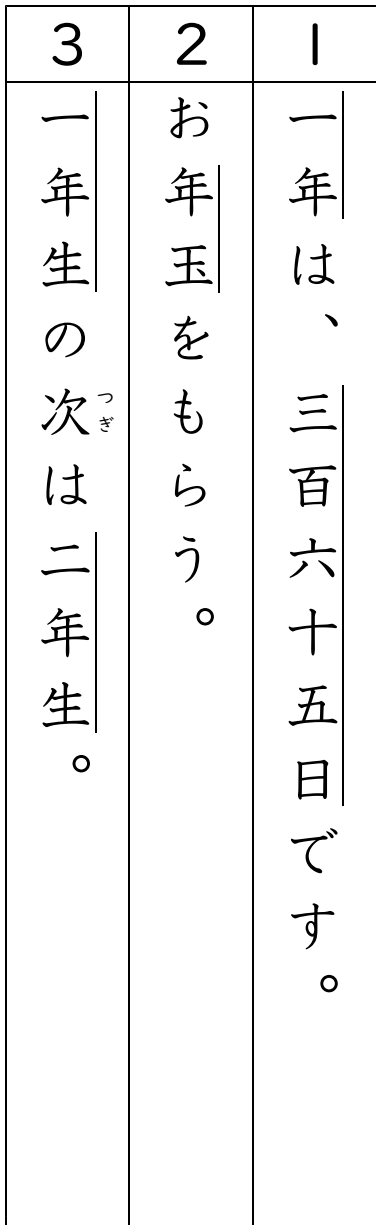 1
一年は、三百六十五日です。
2
お年玉をもらう。
3
一年生の次は二年生。
つぎ